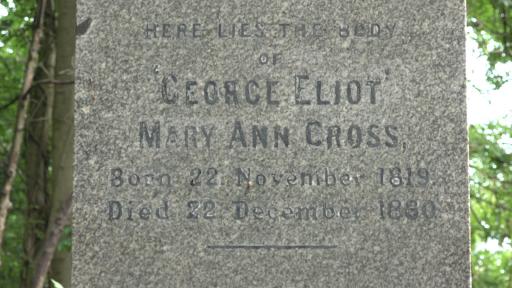 HERE LIES THE BODY
OF
'GEORGE ELIOT'
MARY ANN CROSS,
Born 22. November 1819.
Died 22. December 1880.